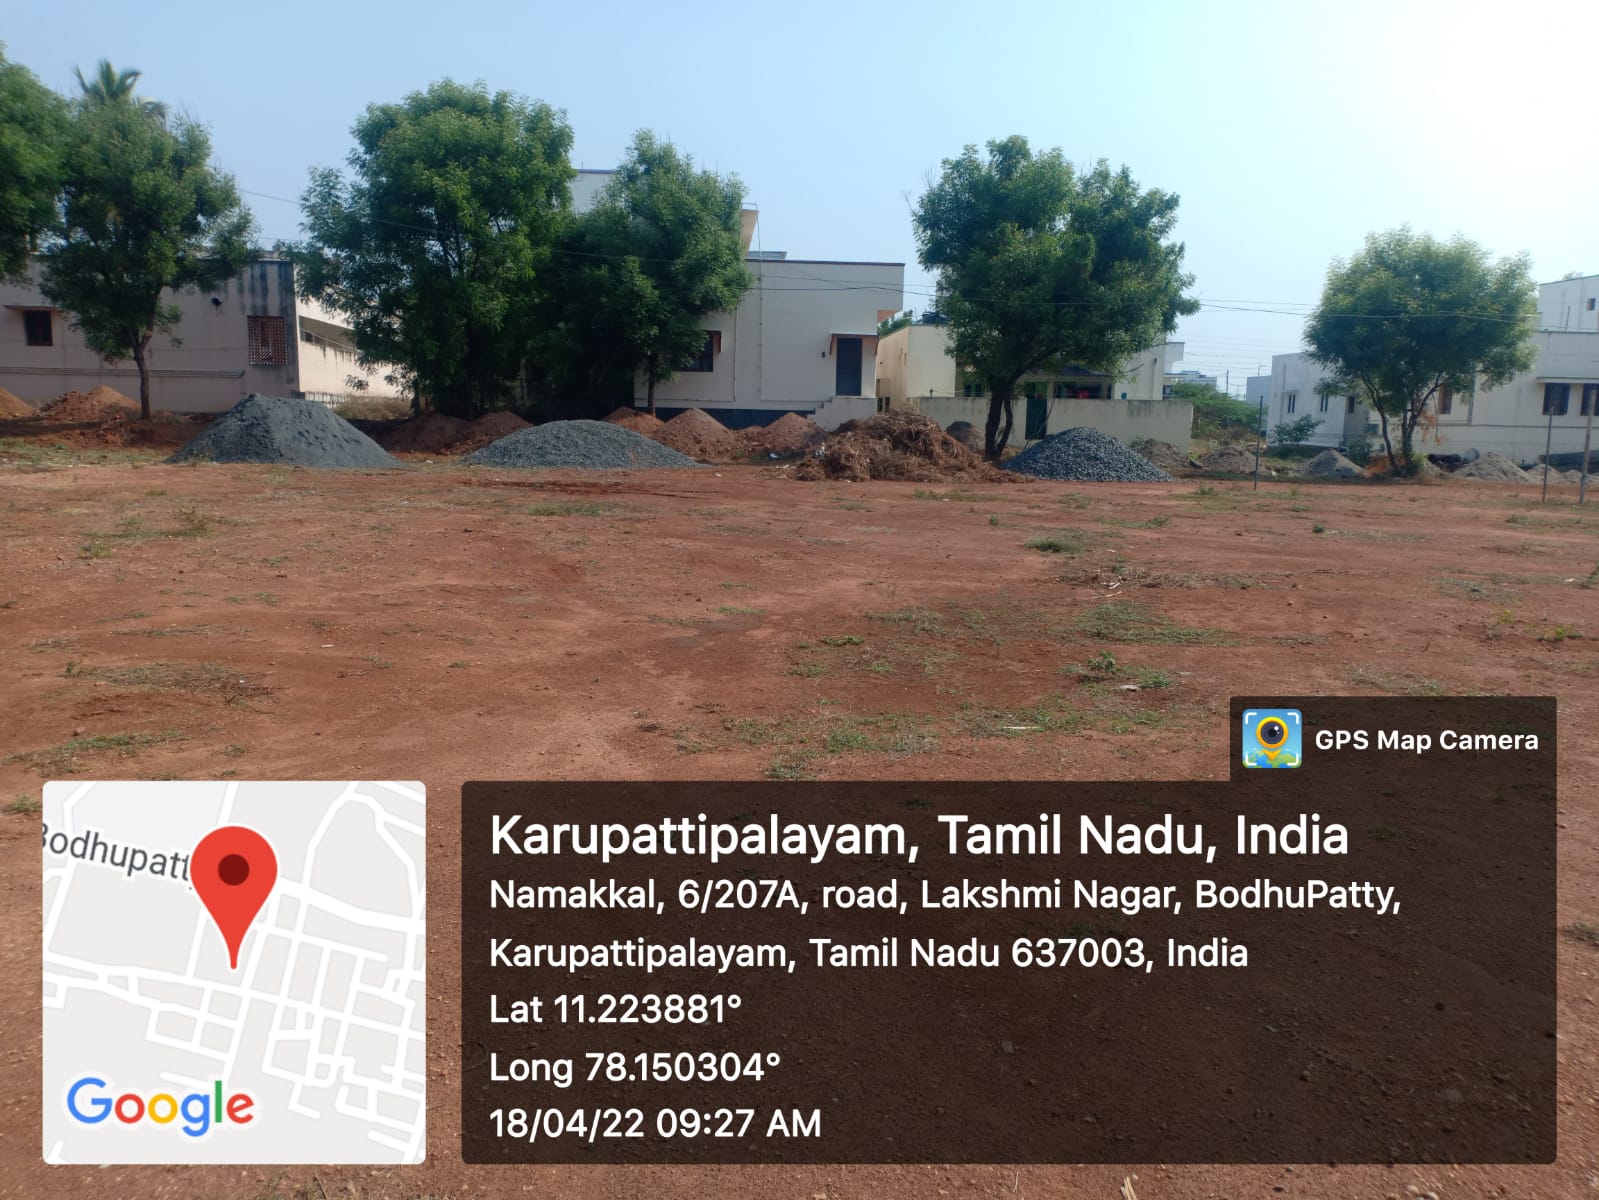 GPS Map Camera
Bodhupatty
Google
Karupattipalayam, Tamil Nadu, India
Namakkal, 6/207A, road, Lakshmi Nagar, BodhuPatty,
Karupattipalayam, Tamil Nadu 637003, India
Lat 11.223881°
Long 78.150304°
18/04/22 09:27 AM